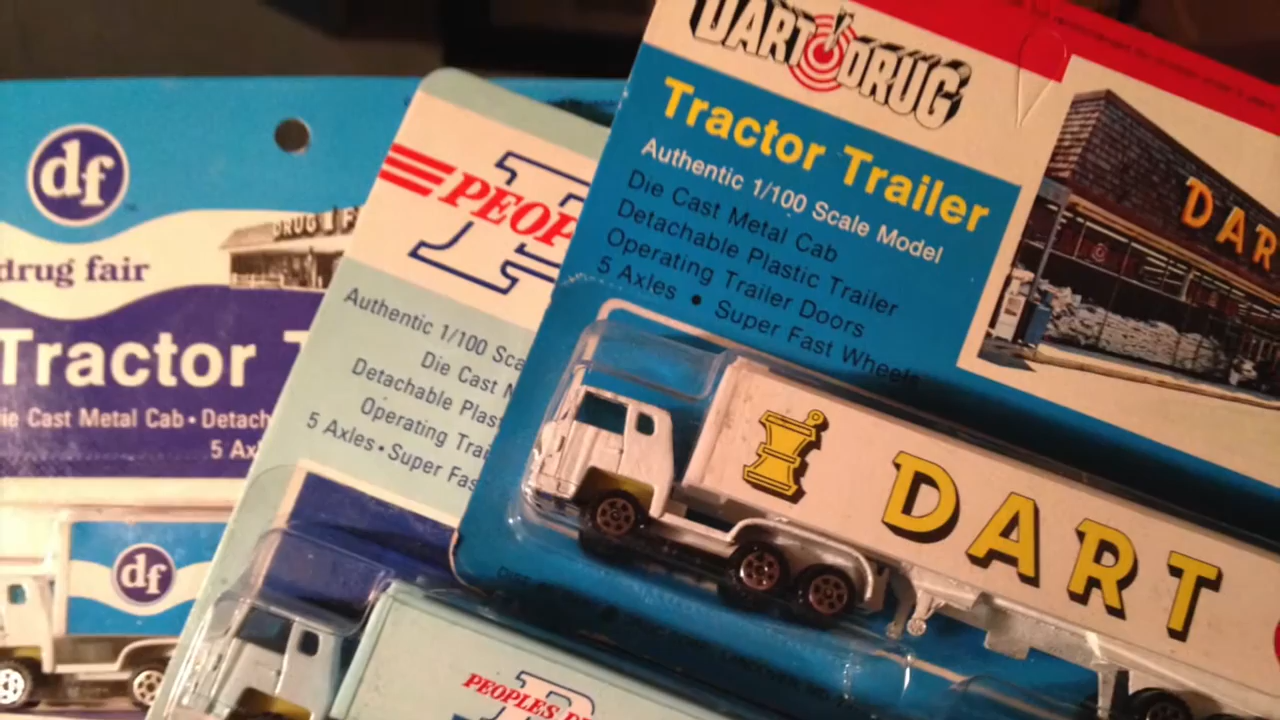 df
drug fair
DRUG F
Tractor T
ie Cast Metal Cab • Detach
5 Ax
df
PEOP
Authentic 1/100 Sca
Die Cast M
Detachable Plas
Operating Trai
5 Axles • Super Fas
PEOPLES D
DART DRUG
Tractor Trailer
Authentic 1/100 Scale Model
Die Cast Metal Cab
Detachable Plastic Trailer
Operating Trailer Doors
5 Axles • Super Fast Wheels
DAR
DART